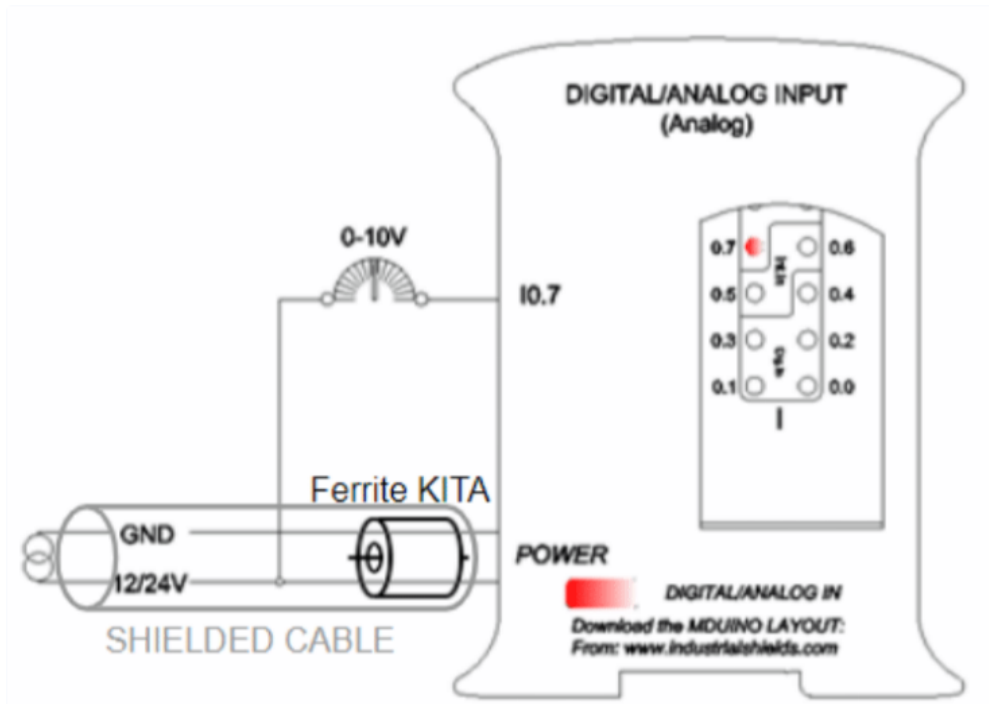 DIGITAL/ANALOG INPUT
(Analog)
0-10V
I0.7
0.7
0.6
0.5
0.4
0.3
0.2
0.1
0.0
I
Ferrite KITA
GND
12/24V
POWER
SHIELDED CABLE
DIGITAL/ANALOG IN
Download the MDUINO LAYOUT:
From: www.industrialshields.com